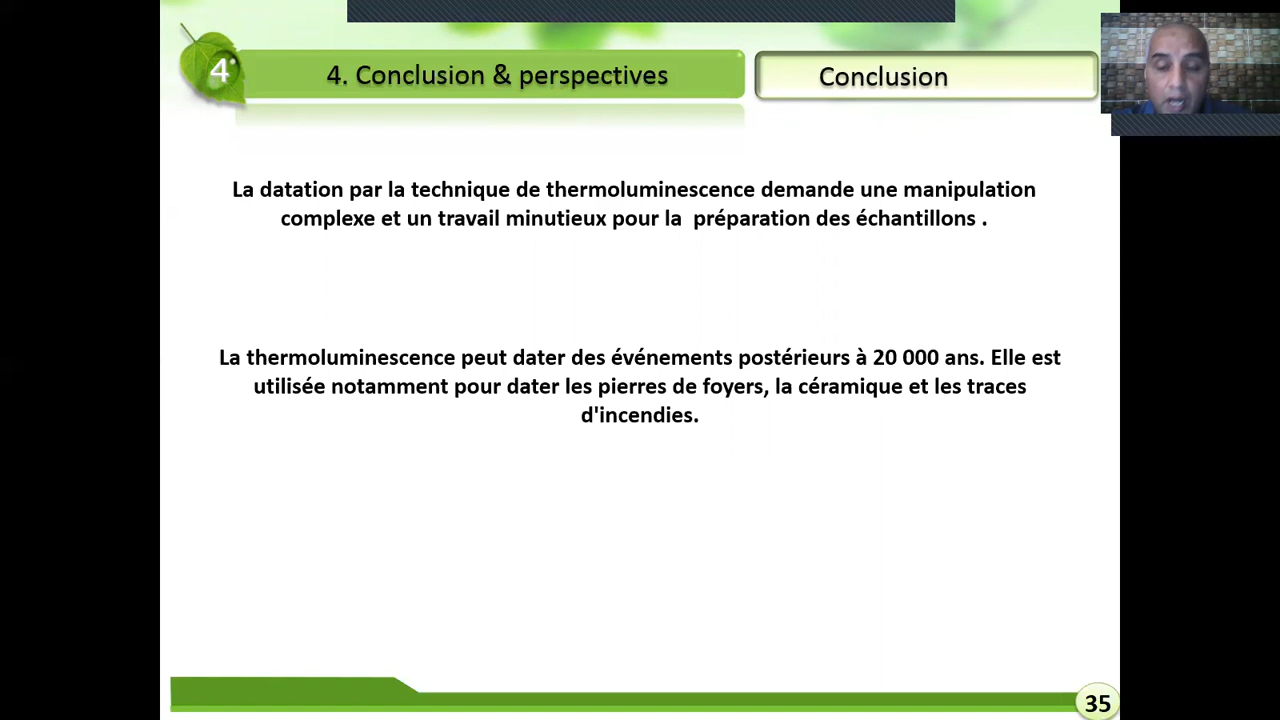 4
4. Conclusion & perspectives
Conclusion
La datation par la technique de thermoluminescence demande une manipulation
complexe et un travail minutieux pour la préparation des échantillons .
La thermoluminescence peut dater des événements postérieurs à 20 000 ans. Elle est
utilisée notamment pour dater les pierres de foyers, la céramique et les traces
d'incendies.
35